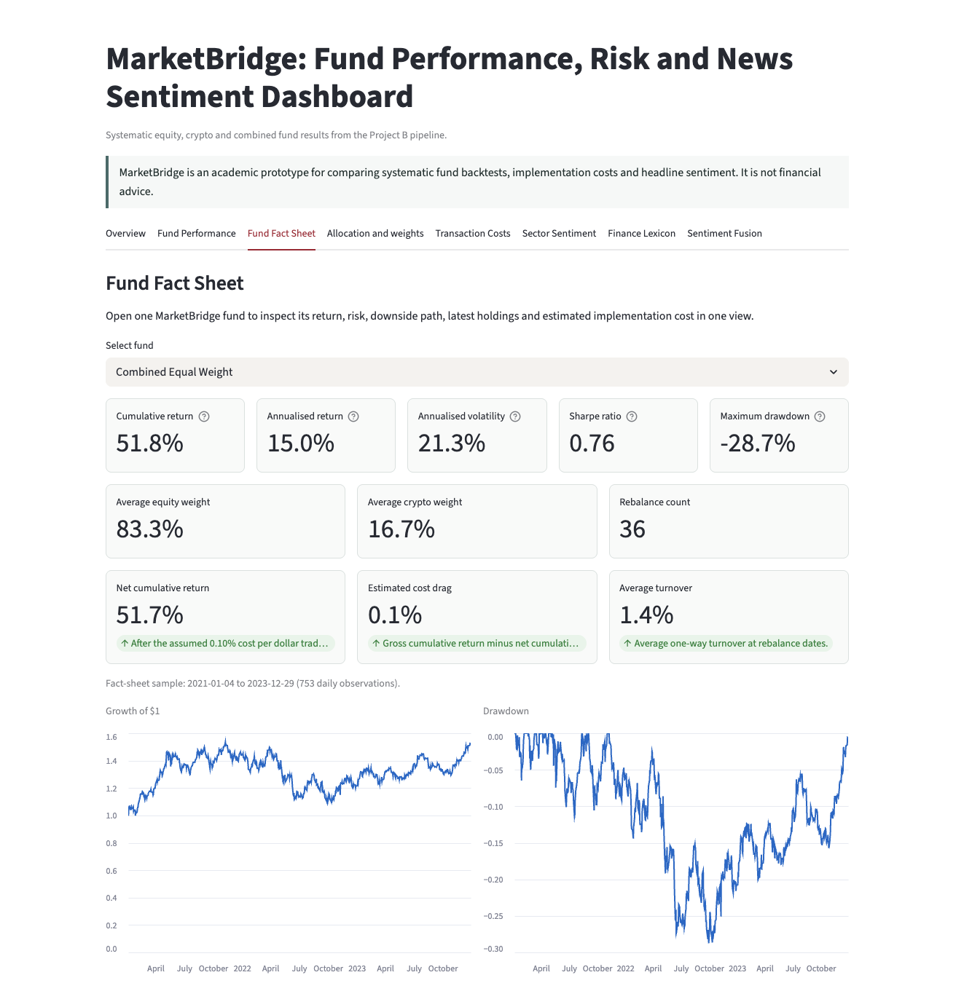 MarketBridge: Fund Performance, Risk and News
Sentiment Dashboard
Systematic equity, crypto and combined fund results from the Project B pipeline.
MarketBridge is an academic prototype for comparing systematic fund backtests, implementation costs and headline sentiment. It is not financial
advice.
Overview Fund Performance Fund Fact Sheet Allocation and weights Transaction Costs Sector Sentiment Finance Lexicon Sentiment Fusion
Fund Fact Sheet
Open one MarketBridge fund to inspect its return, risk, downside path, latest holdings and estimated implementation cost in one view.
Select fund
Combined Equal Weight
Cumulative return
51.8%
Annualised return
15.0%
Annualised volatility
21.3%
Sharpe ratio
0.76
Maximum drawdown
-28.7%
Average equity weight
83.3%
Average crypto weight
16.7%
Rebalance count
36
Net cumulative return
51.7%
↑ After the assumed 0.10% cost per dollar trad…
Estimated cost drag
0.1%
↑ Gross cumulative return minus net cumulati…
Average turnover
1.4%
↑ Average one-way turnover at rebalance dates.
Fact-sheet sample: 2021-01-04 to 2023-12-29 (753 daily observations).
Growth of $1
1.6
1.4
1.2
1.0
0.8
0.6
0.4
0.2
0.0
April July October 2022 April July October 2023 April July October
Drawdown
0.00
−0.05
−0.10
−0.15
−0.20
−0.25
−0.30
April July October 2022 April July October 2023 April July October